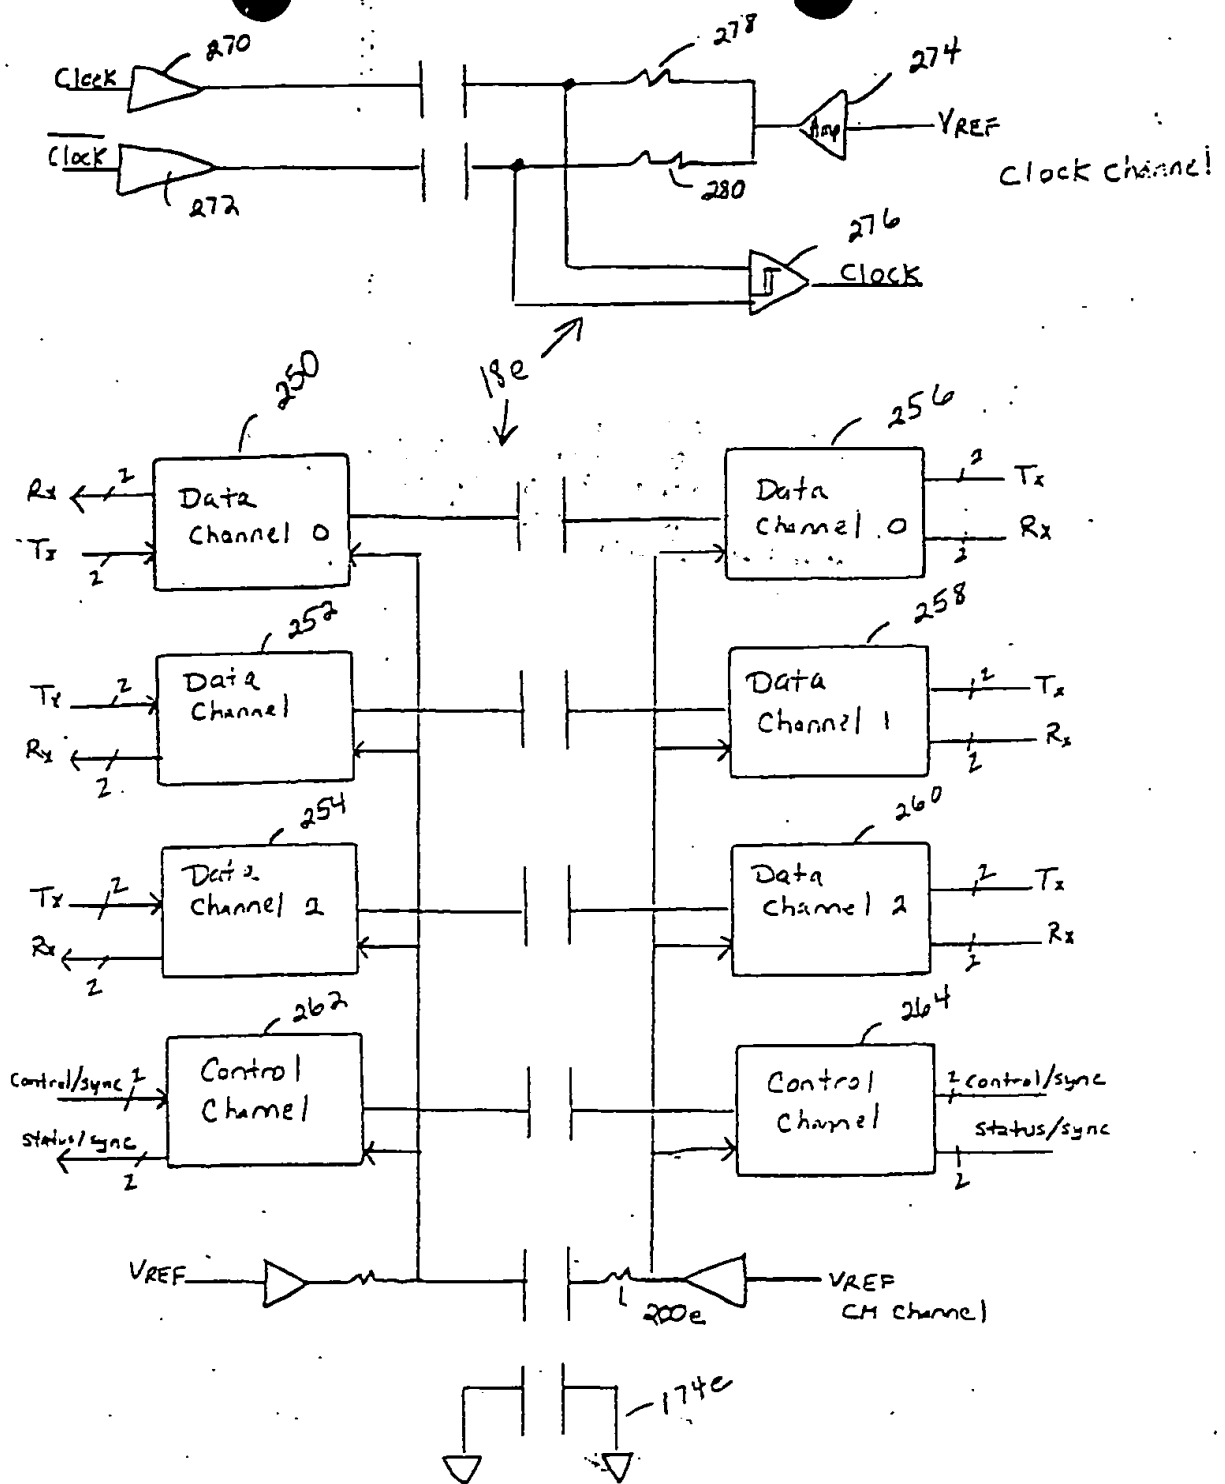 270
278
274
Clock
Amp
VREF
Clock
272
280
Clock Channel
276
Clock
18e
250
256
Rx 2
Data
Channel 0
Tx
2
Data
Channel 0
2 Tx
Rx
2
252
258
Tx 2
Data
Channel
Rx
2
Data
Channel 1
2 Tx
Rx
2
254
260
Tx 2
Data
Channel 2
Rx
2
Data
Channel 2
2 Tx
Rx
2
262
264
Control/sync 2
Control
Channel
Status/sync
2
Control
Channel
2 Control/sync
Status/sync
2
VREF
VREF
CM Channel
200e
174e